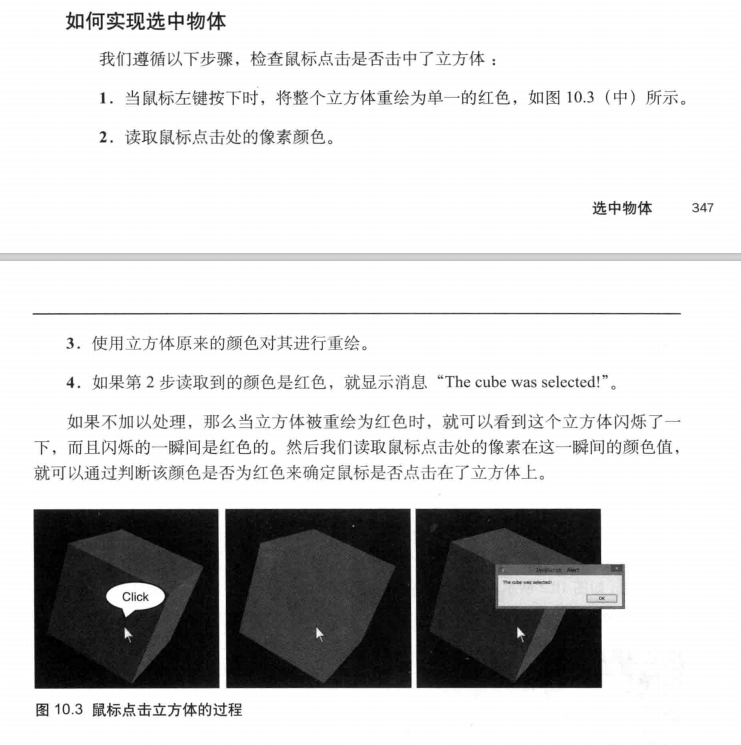 如何实现选中物体
我们遵循以下步骤，检查鼠标点击是否击中了立方体：
1．当鼠标左键按下时，将整个立方体重绘为单一的红色，如图 10.3（中）所示。
2．读取鼠标点击处的像素颜色。
选中物体 347
3．使用立方体原来的颜色对其进行重绘。
4．如果第 2 步读取到的颜色是红色，就显示消息“The cube was selected!”。
如果不加以处理，那么当立方体被重绘为红色时，就可以看到这个立方体闪烁了一
下，而且闪烁的一瞬间是红色的。然后我们读取鼠标点击处的像素在这一瞬间的颜色值，
就可以通过判断该颜色是否为红色来确定鼠标是否点击在了立方体上。
Click
Alert
The cube was selected!
OK
图 10.3 鼠标点击立方体的过程